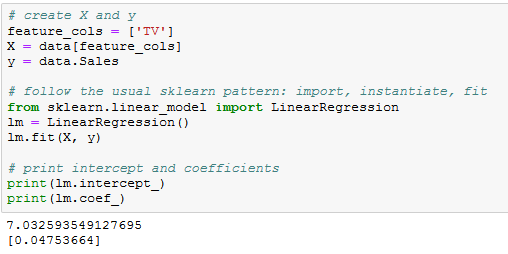 # create X and y
feature_cols = ['TV']
X = data[feature_cols]
y = data.Sales
# follow the usual sklearn pattern: import, instantiate, fit
from sklearn.linear_model import LinearRegression
lm = LinearRegression()
lm.fit(X, y)
# print intercept and coefficients
print(lm.intercept_)
print(lm.coef_)
7.032593549127695
[0.04753664]